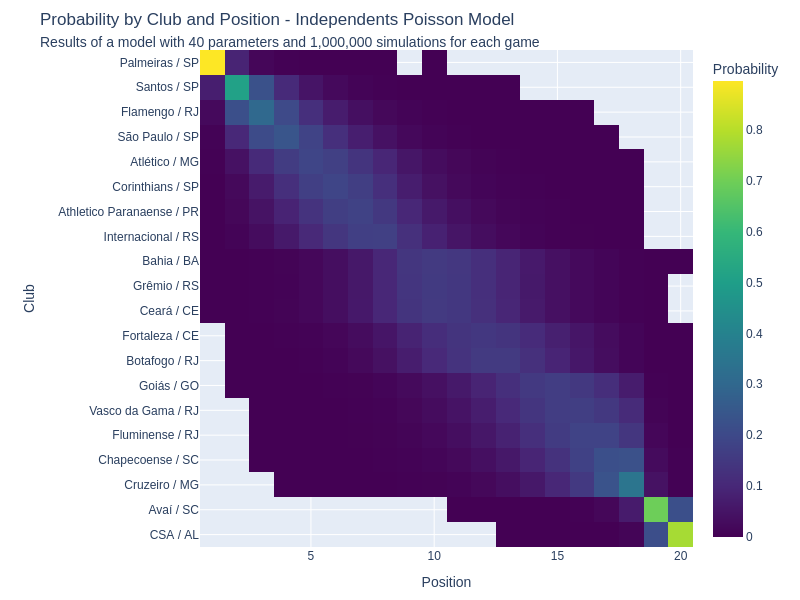 Probability by Club and Position - Independents Poisson Model
Results of a model with 40 parameters and 1,000,000 simulations for each game
Probability
Palmeiras / SP
Santos / SP
Flamengo / RJ
São Paulo / SP
Atlético / MG
Corinthians / SP
Athletico Paranaense / PR
Internacional / RS
Bahia / BA
Grêmio / RS
Ceará / CE
Fortaleza / CE
Botafogo / RJ
Goiás / GO
Vasco da Gama / RJ
Fluminense / RJ
Chapecoense / SC
Cruzeiro / MG
Avaí / SC
CSA / AL
Club
5
10
15
20
Position
0.8
0.7
0.6
0.5
0.4
0.3
0.2
0.1
0